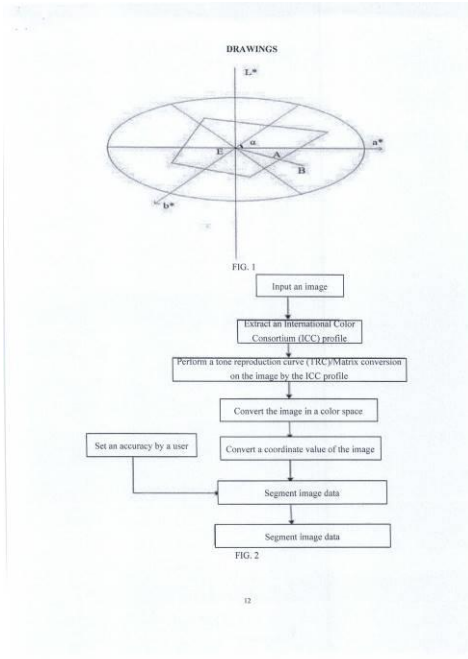 DRAWINGS
L*
a*
α
E
A
B
b*
FIG. 1
Input an image
Extract an International Color
Consortium (ICC) profile
Perform a tone reproduction curve (TRC)/Matrix conversion
on the image by the ICC profile
Convert the image in a color space
Set an accuracy by a user
Convert a coordinate value of the image
Segment image data
Segment image data
FIG. 2
12